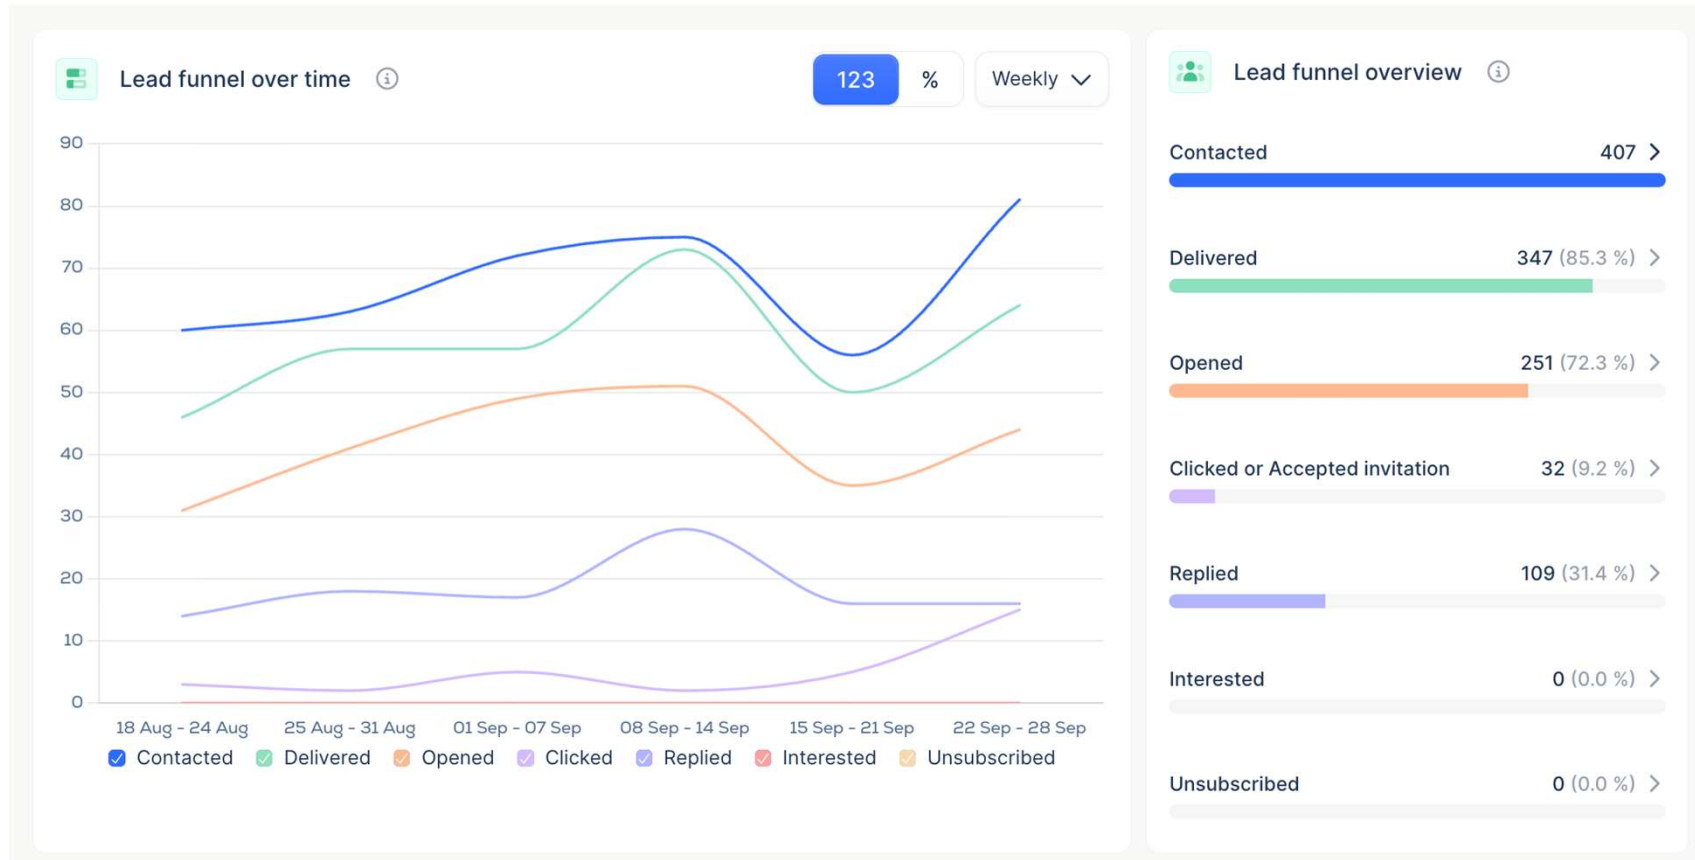 Lead funnel over time
123
%
Weekly
90
80
70
60
50
40
30
20
10
0
18 Aug - 24 Aug
25 Aug - 31 Aug
01 Sep - 07 Sep
08 Sep - 14 Sep
15 Sep - 21 Sep
22 Sep - 28 Sep
Contacted
Delivered
Opened
Clicked
Replied
Interested
Unsubscribed
Lead funnel overview
Contacted 407
Delivered 347 (85.3 %)
Opened 251 (72.3 %)
Clicked or Accepted invitation 32 (9.2 %)
Replied 109 (31.4 %)
Interested 0 (0.0 %)
Unsubscribed 0 (0.0 %)